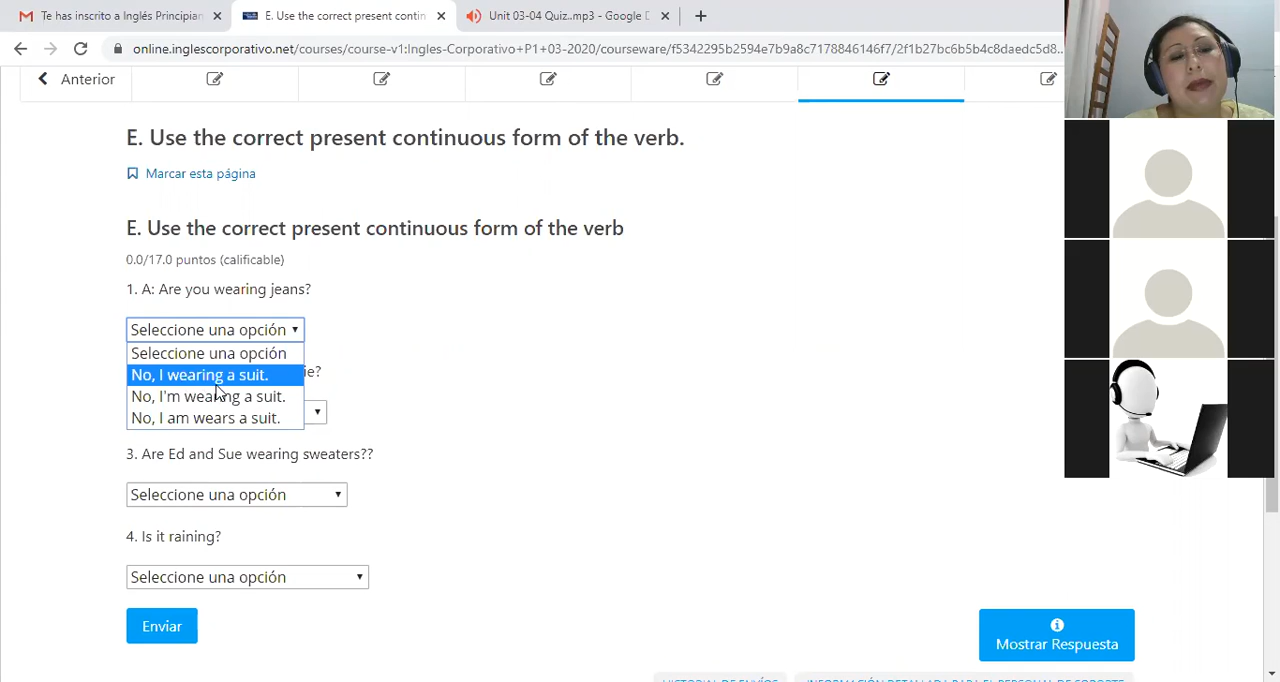 Te has inscrito a Inglés Principian
E. Use the correct present contin
Unit 03-04 Quiz..mp3 - Google D
online.inglescorporativo.net/courses/course-v1:Ingles-Corporativo+P1+03-2020/courseware/f5342295b2594e7b9a8c7178846146f7/2f1b27bc6b5b4c8daedc5d8...
Anterior
E. Use the correct present continuous form of the verb.
Marcar esta página
E. Use the correct present continuous form of the verb
0.0/17.0 puntos (calificable)
1. A: Are you wearing jeans?
Seleccione una opción
Seleccione una opción
No, I wearing a suit.
ie?
No, I'm wearing a suit.
No, I am wears a suit.
3. Are Ed and Sue wearing sweaters??
Seleccione una opción
4. Is it raining?
Seleccione una opción
Enviar
Mostrar Respuesta